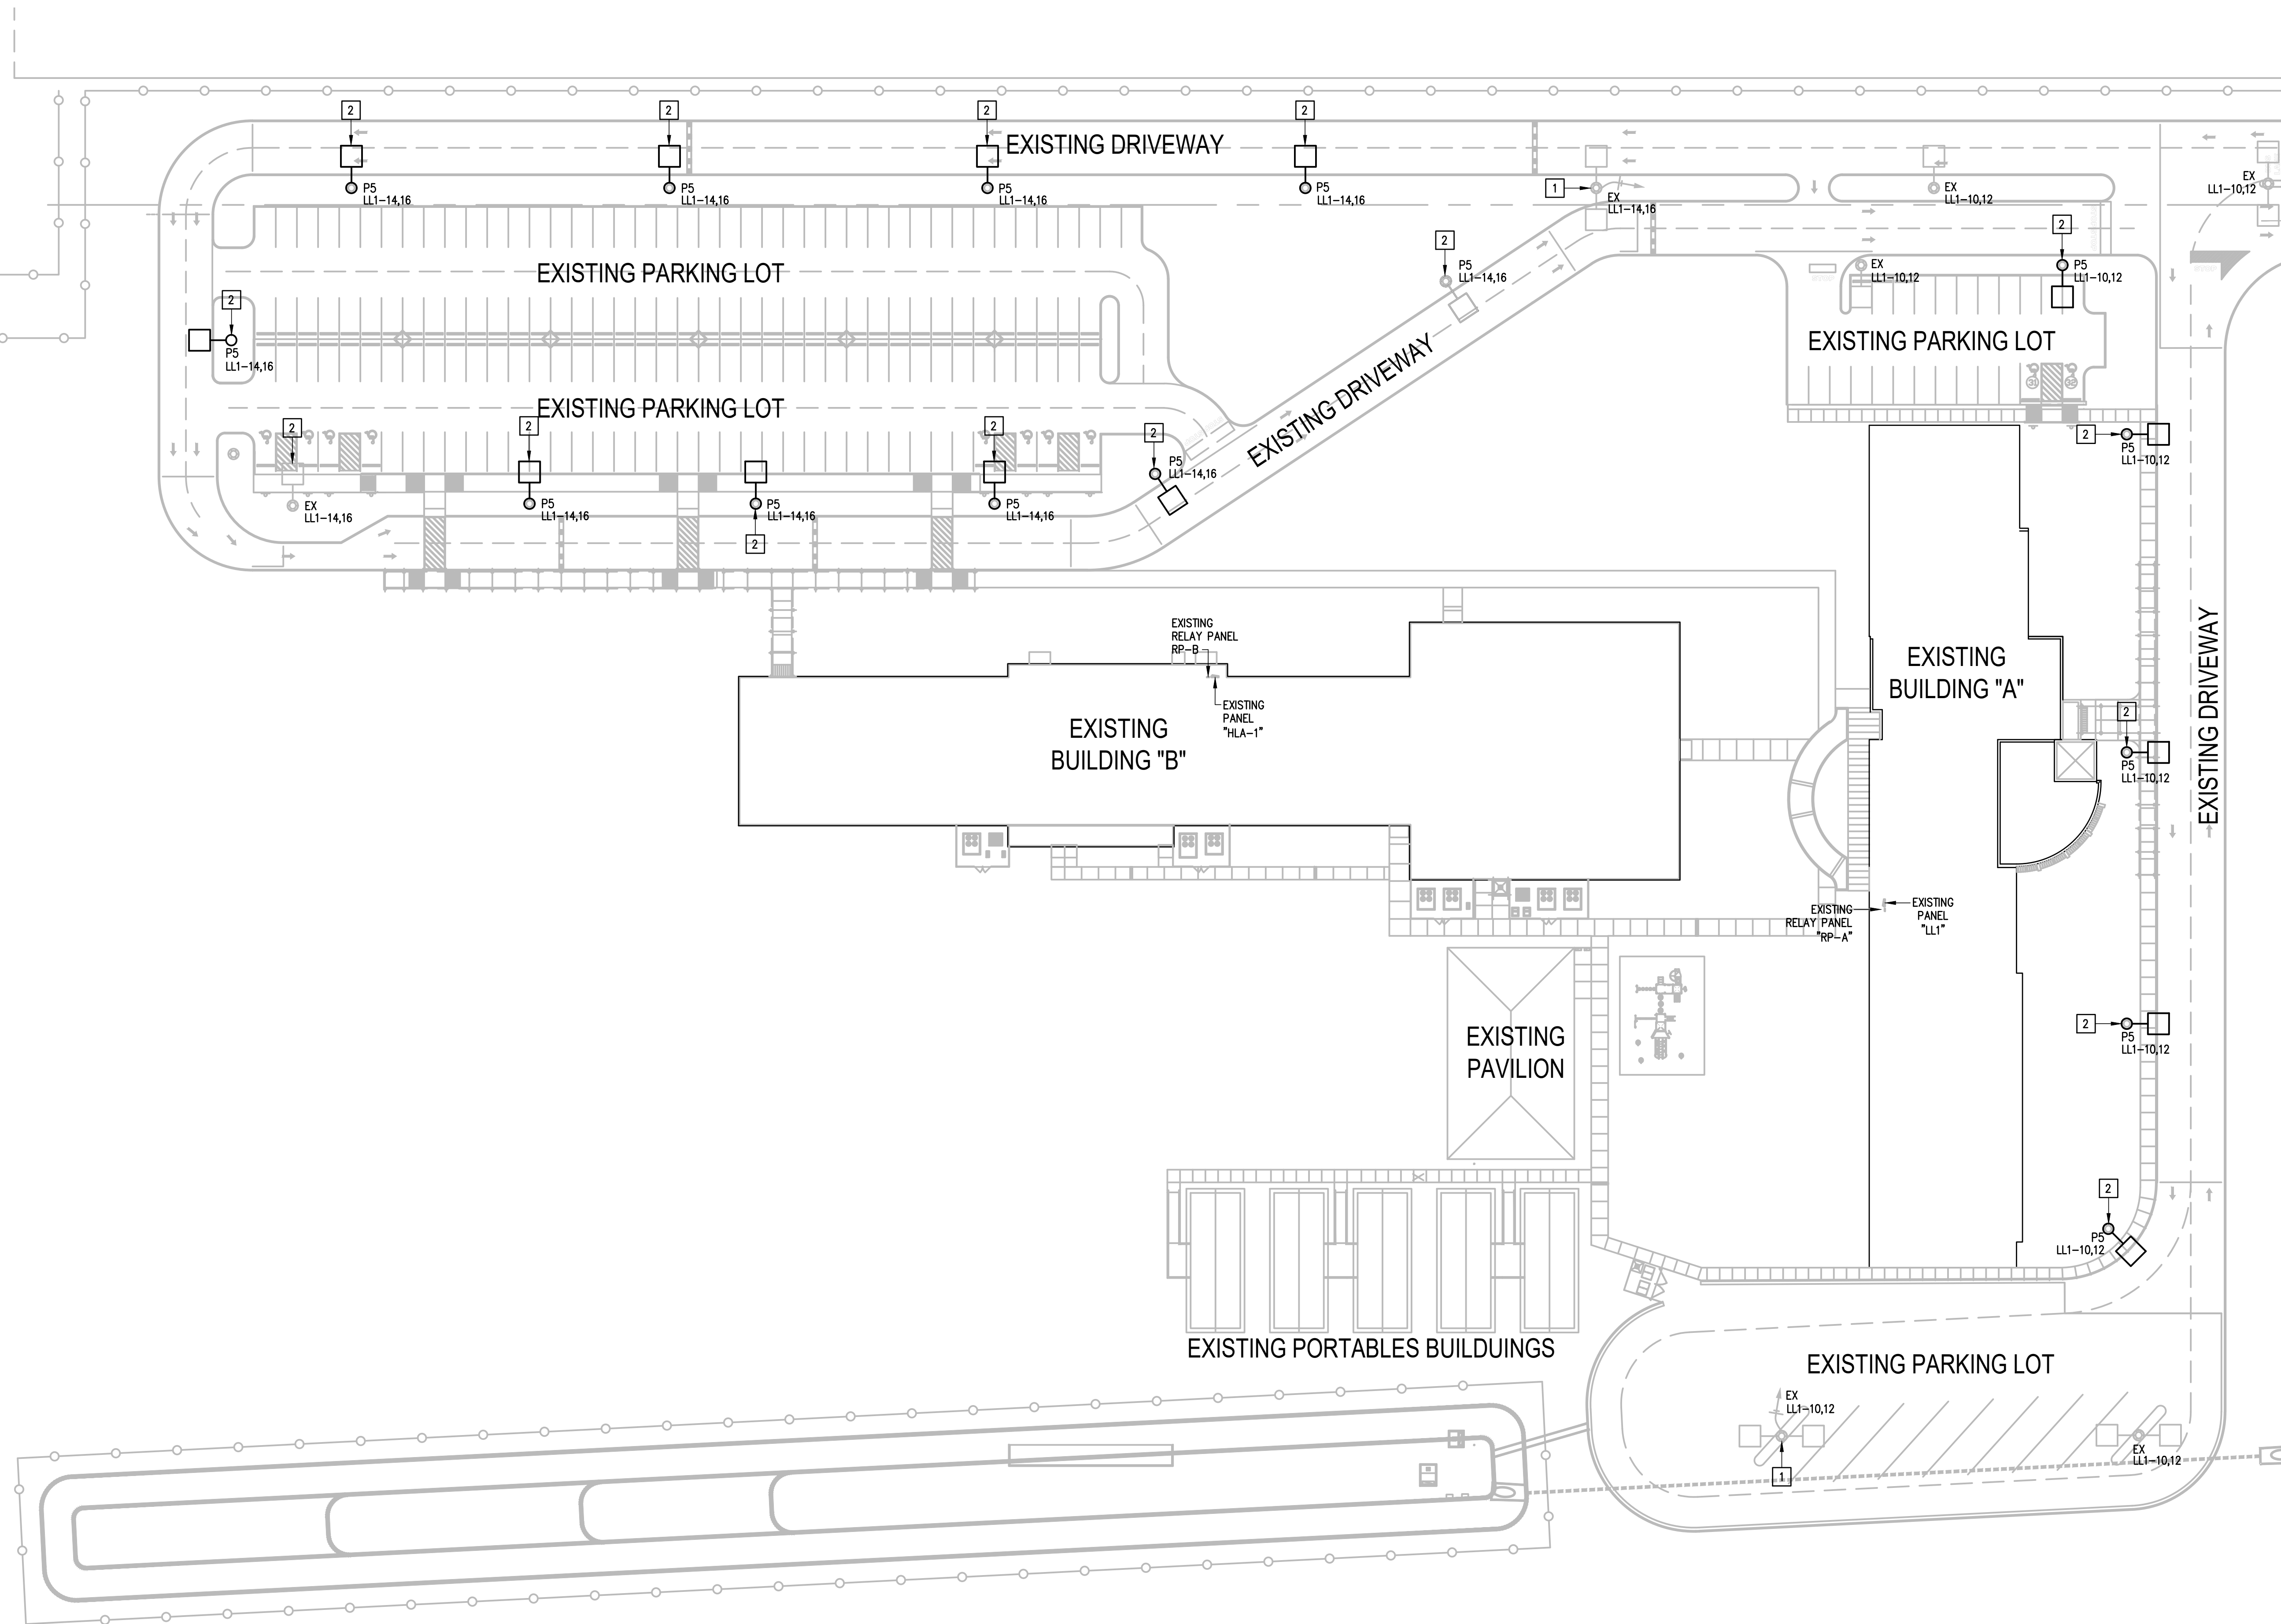 2
2
2
2
EXISTING DRIVEWAY
P5
LL1-14,16
P5
LL1-14,16
P5
LL1-14,16
P5
LL1-14,16
1
EX
LL1-14,16
EX
LL1-10,12
EX
LL1-10,12
2
P5
LL1-14,16
2
P5
LL1-10,12
EX
LL1-10,12
EXISTING PARKING LOT
2
P5
LL1-14,16
EXISTING PARKING LOT
EXISTING DRIVEWAY
EXISTING PARKING LOT
31
32
2
EX
LL1-14,16
2
P5
LL1-14,16
P5
LL1-14,16
2
2
P5
LL1-14,16
2
P5
LL1-14,16
2
P5
LL1-10,12
EXISTING
RELAY PANEL
RP-B
EXISTING
PANEL
"HLA-1"
EXISTING
BUILDING "B"
EXISTING
BUILDING "A"
EXISTING DRIVEWAY
2
P5
LL1-10,12
EXISTING
RELAY PANEL
"RP-A"
EXISTING
PANEL
"LL1"
EXISTING
PAVILION
2
P5
LL1-10,12
2
P5
LL1-10,12
EXISTING PORTABLES BUILDUINGS
EXISTING PARKING LOT
EX
LL1-10,12
1
EX
LL1-10,12